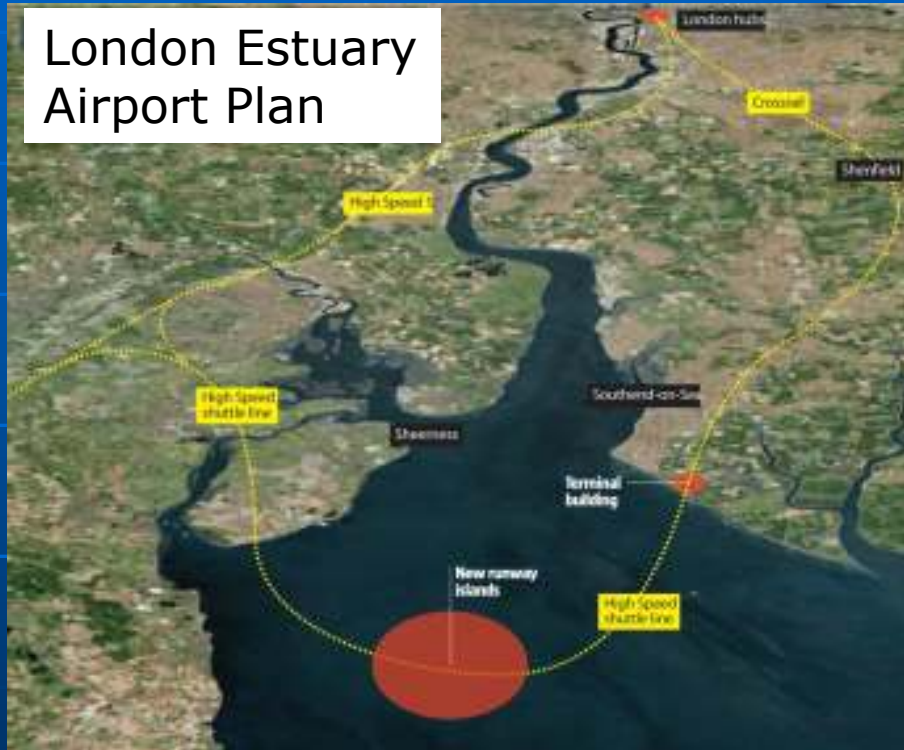 London Estuary
Airport Plan
London hubs
Crossrail
Shenfield
High Speed 1
High Speed
shuttle line
Southend-on-Sea
Sheerness
Terminal
building
New runway
islands
High Speed
shuttle line